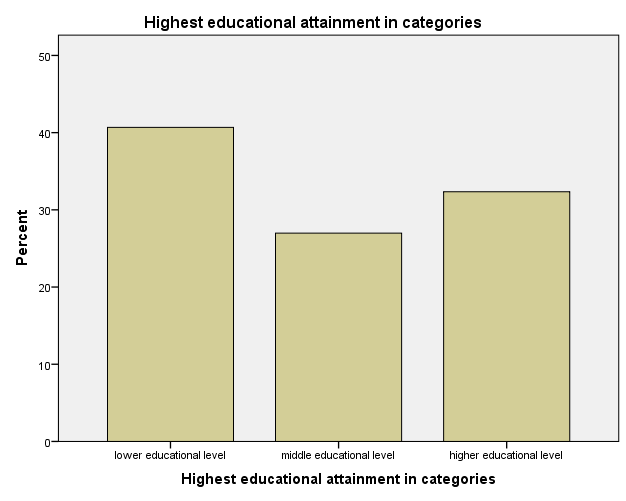 Highest educational attainment in categories
50
40
30
20
10
0
Percent
lower educational level
middle educational level
higher educational level
Highest educational attainment in categories